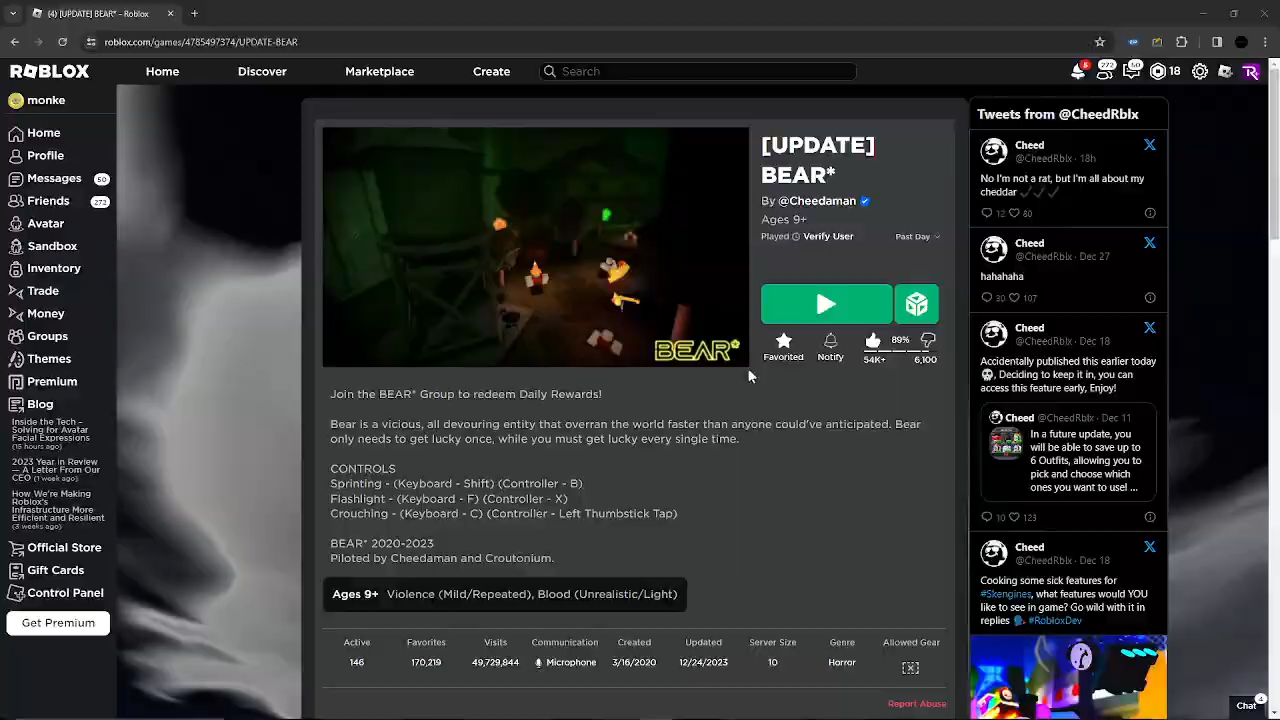 (4) [UPDATE] BEAR* - Roblox
roblox.com/games/4785497374/UPDATE-BEAR
ROBLOX
Home
Discover
Marketplace
Create
Search
5
272
50
18
monke
Home
Profile
Messages 50
Friends 272
Avatar
Sandbox
Inventory
Trade
Money
Groups
Themes
Premium
Blog
Inside the Tech –
Solving for Avatar
Facial Expressions
(15 hours ago)
2023 Year in Review
— A Letter From Our
CEO (1 week ago)
How We're Making
Roblox's
Infrastructure More
Efficient and Resilient
(3 weeks ago)
Official Store
Gift Cards
Control Panel
Get Premium
BEAR*
[UPDATE]
BEAR*
By @Cheedaman
Ages 9+
Played Verify User
Past Day
Favorited
Notify
89%
54K+
6,100
Join the BEAR* Group to redeem Daily Rewards!
Bear is a vicious, all devouring entity that overran the world faster than anyone could've anticipated. Bear
only needs to get lucky once, while you must get lucky every single time.
CONTROLS
Sprinting - (Keyboard - Shift) (Controller - B)
Flashlight - (Keyboard - F) (Controller - X)
Crouching - (Keyboard - C) (Controller - Left Thumbstick Tap)
BEAR* 2020-2023
Piloted by Cheedaman and Croutonium.
Ages 9+ Violence (Mild/Repeated), Blood (Unrealistic/Light)
Active Favorites Visits Communication Created Updated Server Size Genre Allowed Gear
146 170,219 49,729,844 Microphone 3/16/2020 12/24/2023 10 Horror
Report Abuse
Tweets from @CheedRblx
Cheed
@CheedRblx · 18h
No I'm not a rat, but I'm all about my
cheddar
12 80
Cheed
@CheedRblx · Dec 27
hahahaha
30 107
Cheed
@CheedRblx · Dec 18
Accidentally published this earlier today
💀, Deciding to keep it in, you can
access this feature early, Enjoy!
Cheed @CheedRblx · Dec 11
In a future update, you
will be able to save up to
6 Outfits, allowing you to
pick and choose which
ones you want to use! ...
10 123
Cheed
@CheedRblx · Dec 18
Cooking some sick features for
#Skengines, what features would YOU
like to see in game? Go wild with it in
replies 🗣 #RobloxDev
Chat 4